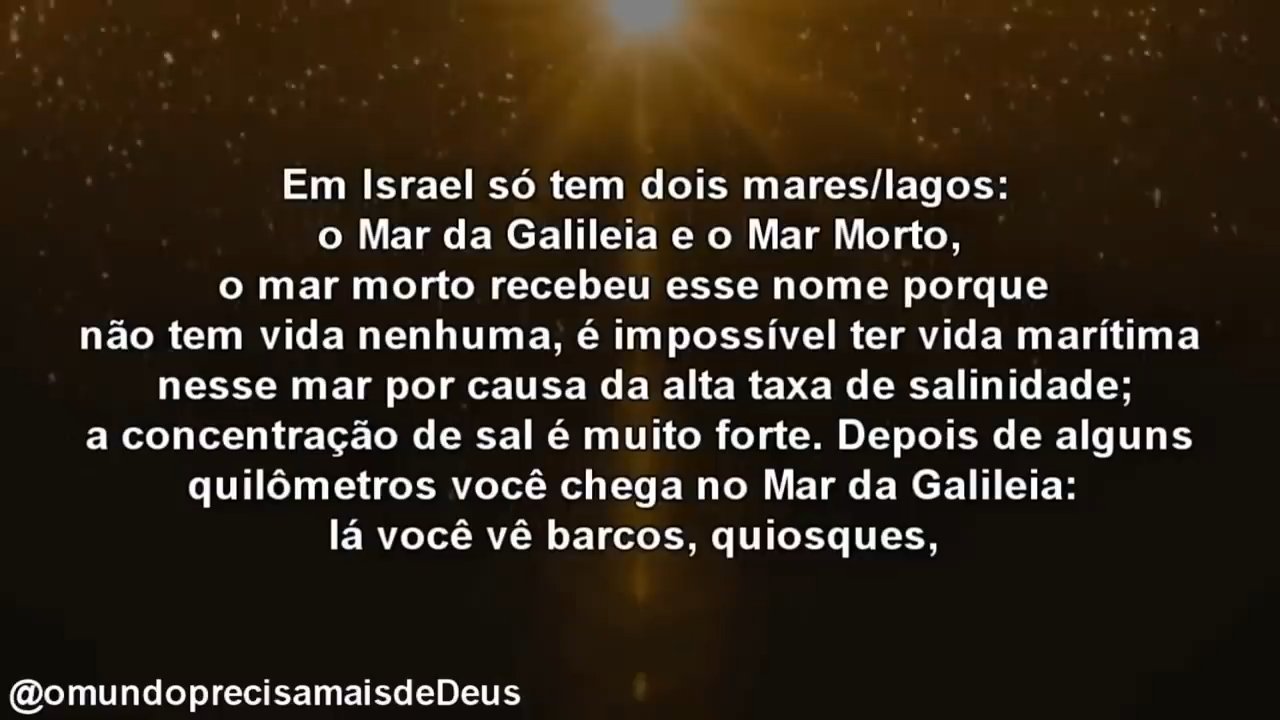 Em Israel só tem dois mares/lagos:
o Mar da Galileia e o Mar Morto,
o mar morto recebeu esse nome porque
não tem vida nenhuma, é impossível ter vida marítima
nesse mar por causa da alta taxa de salinidade;
a concentração de sal é muito forte. Depois de alguns
quilômetros você chega no Mar da Galileia:
lá você vê barcos, quiosques,
@omundoprecisamaisdeDeus